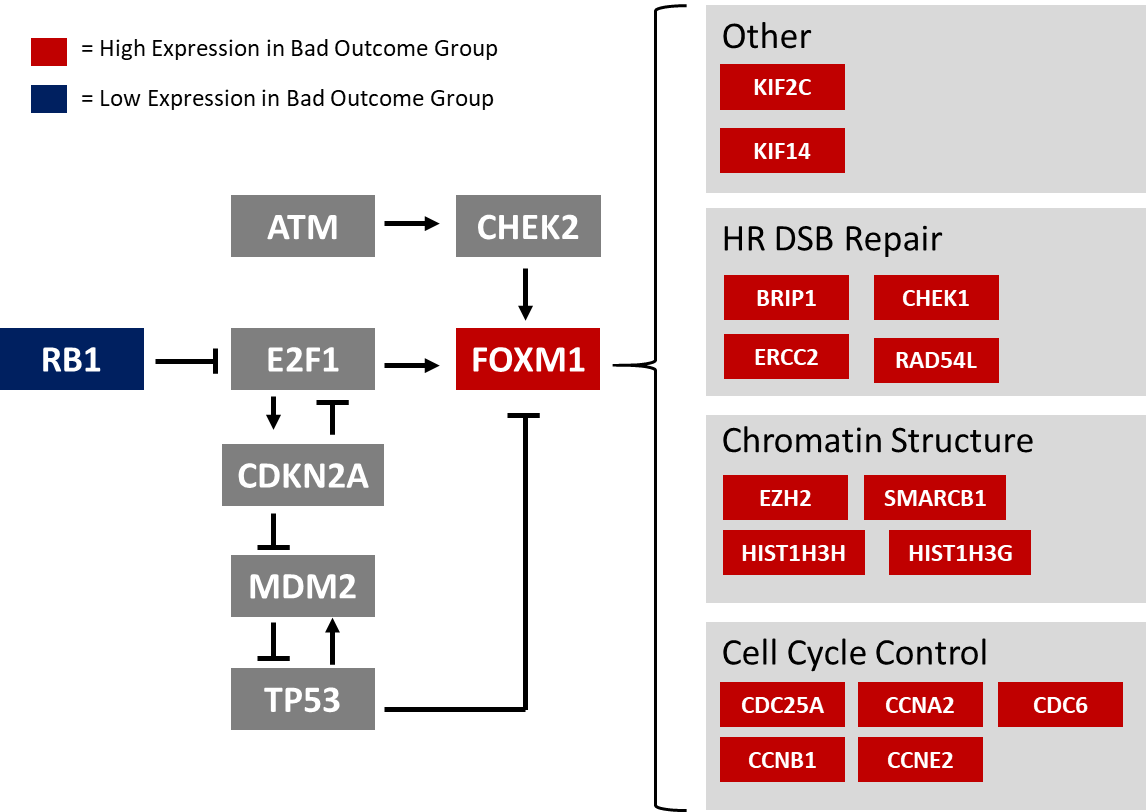 = High Expression in Bad Outcome Group
= Low Expression in Bad Outcome Group
ATM
CHEK2
RB1
E2F1
FOXM1
CDKN2A
MDM2
TP53
Other
KIF2C
KIF14
HR DSB Repair
BRIP1 CHEK1
ERCC2 RAD54L
Chromatin Structure
EZH2 SMARCB1
HIST1H3H HIST1H3G
Cell Cycle Control
CDC25A CCNA2 CDC6
CCNB1 CCNE2